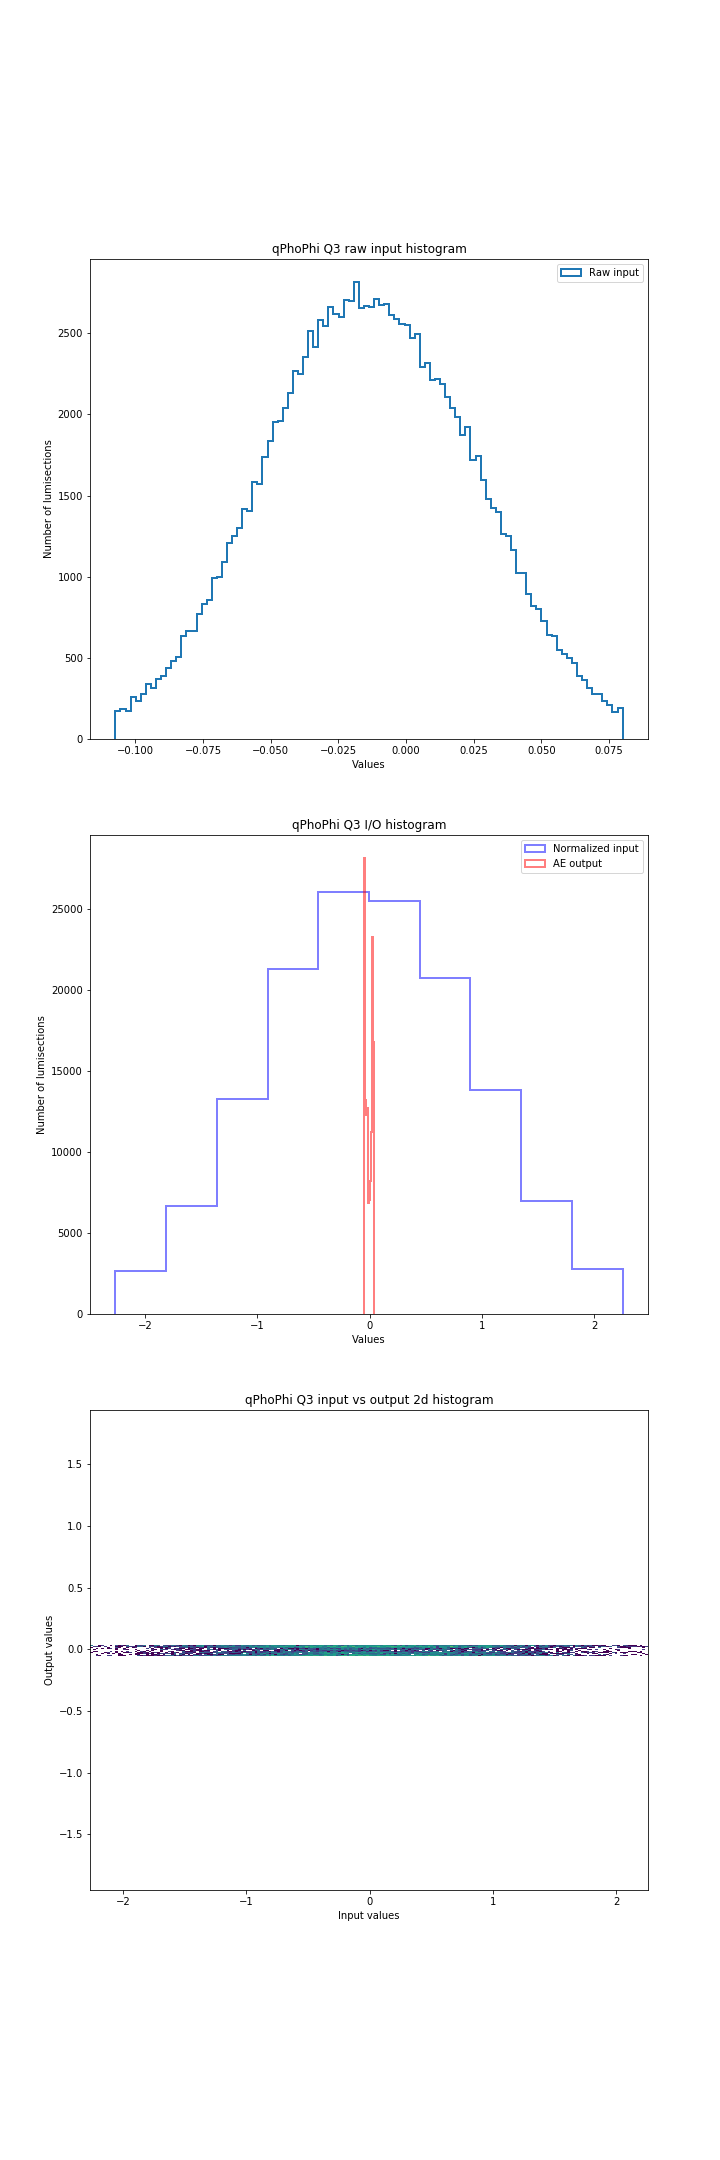 qPhoPhi Q3 raw input histogram
Raw input
2500
2000
1500
1000
500
0
Number of lumisections
−0.100 −0.075 −0.050 −0.025 0.000 0.025 0.050 0.075
Values
qPhoPhi Q3 I/O histogram
Normalized input
AE output
25000
20000
15000
10000
5000
0
Number of lumisections
−2 −1 0 1 2
Values
qPhoPhi Q3 input vs output 2d histogram
1.5
1.0
0.5
0.0
−0.5
−1.0
−1.5
Output values
−2 −1 0 1 2
Input values